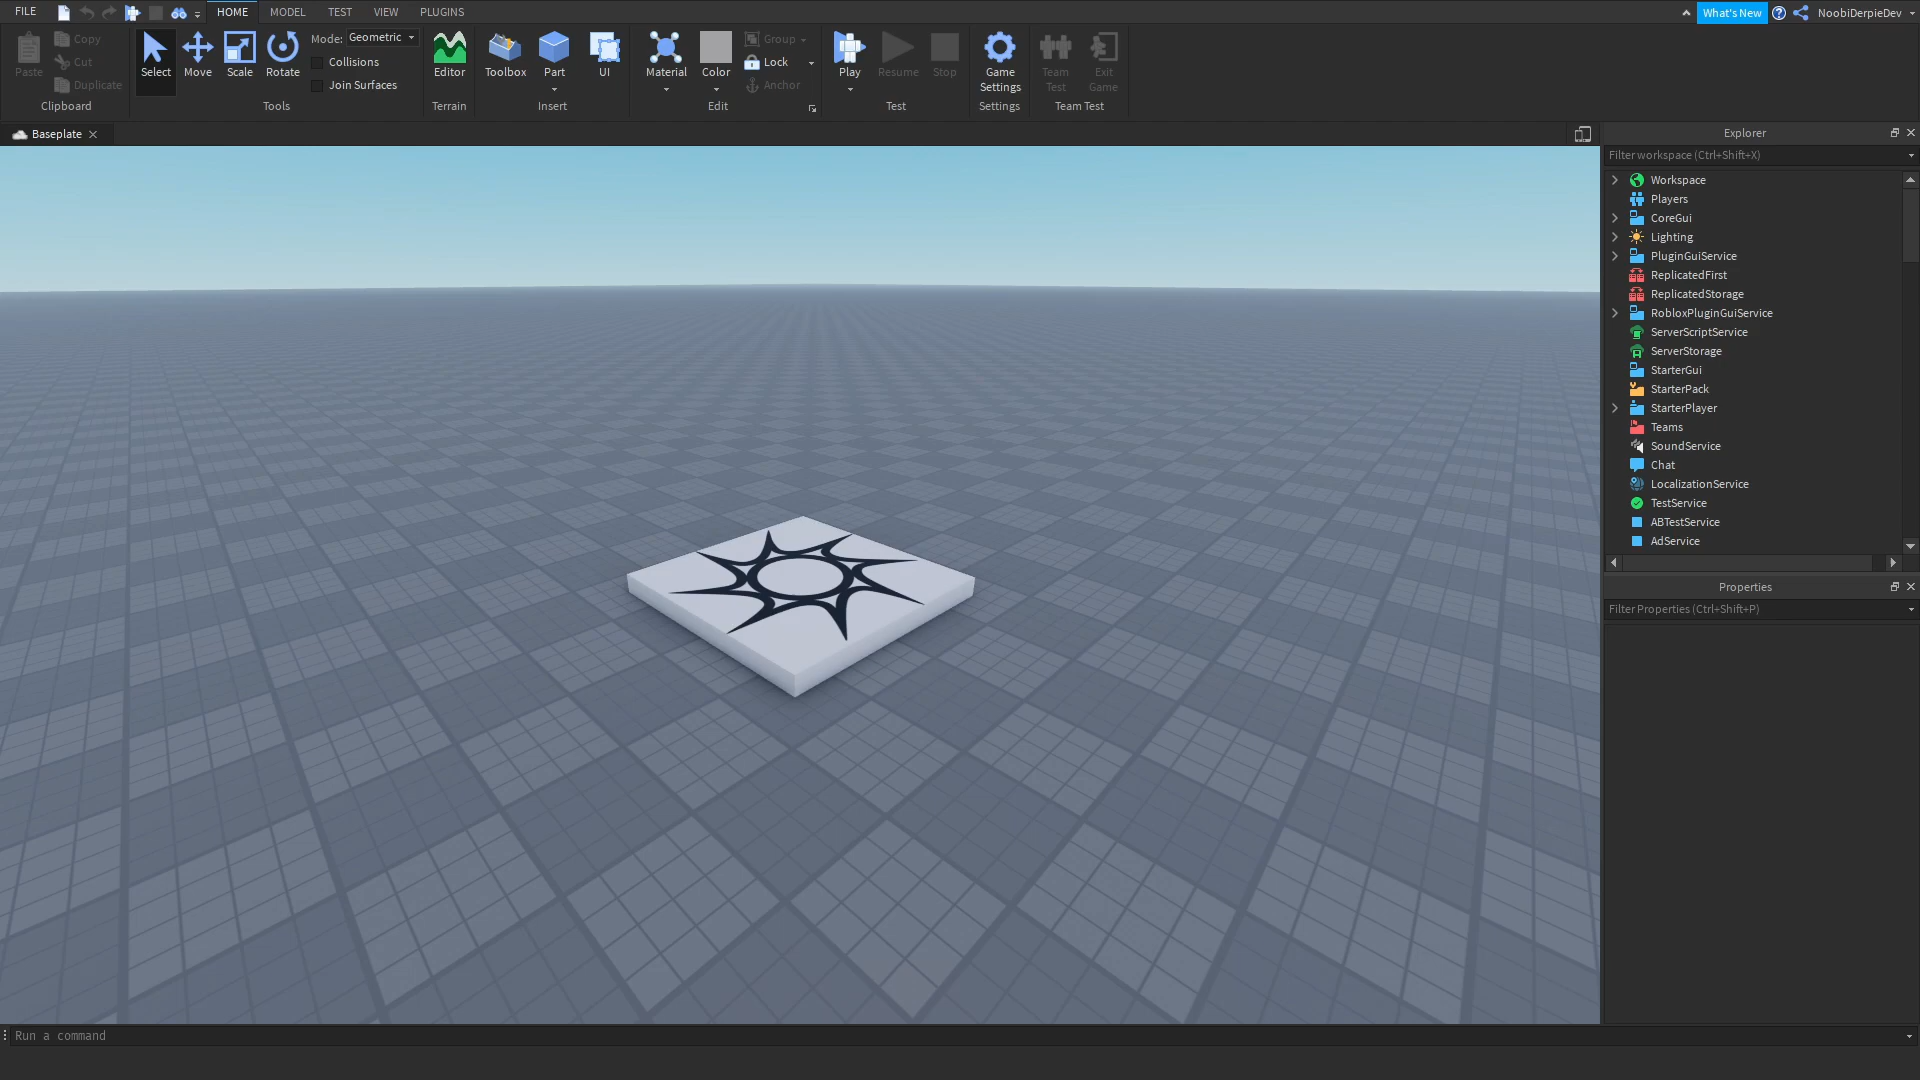 FILE HOME MODEL TEST VIEW PLUGINS What's New NoobiDerpieDev
Paste
Copy
Cut
Duplicate
Clipboard
Select Move Scale Rotate
Mode: Geometric
Collisions
Join Surfaces
Tools
Editor
Terrain
Toolbox Part UI
Insert
Material Color
Group
Lock
Anchor
Edit
Play Resume Stop
Test
Game
Settings
Settings
Team
Test
Exit
Game
Team Test
Baseplate
Explorer
Filter workspace (Ctrl+Shift+X)
Workspace
Players
CoreGui
Lighting
PluginGuiService
ReplicatedFirst
ReplicatedStorage
RobloxPluginGuiService
ServerScriptService
ServerStorage
StarterGui
StarterPack
StarterPlayer
Teams
SoundService
Chat
LocalizationService
TestService
ABTestService
AdService
Properties
Filter Properties (Ctrl+Shift+P)
Run a command